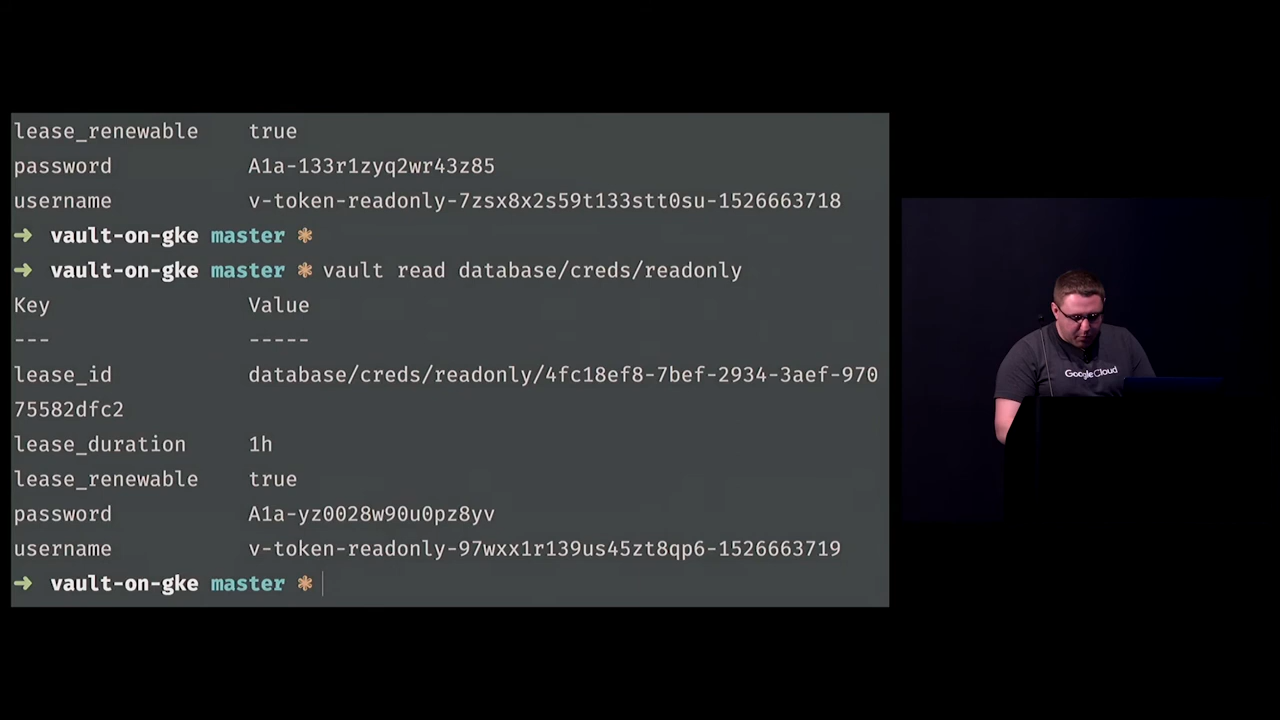 lease_renewable true
password A1a-133r1zyq2wr43z85
username v-token-readonly-7zsx8x2s59t133stt0su-1526663718
➜ vault-on-gke master ❃
➜ vault-on-gke master ❃ vault read database/creds/readonly
Key Value
--- -----
lease_id database/creds/readonly/4fc18ef8-7bef-2934-3aef-970
75582dfc2
lease_duration 1h
lease_renewable true
password A1a-yz0028w90u0pz8yv
username v-token-readonly-97wxx1r139us45zt8qp6-1526663719
➜ vault-on-gke master ❃
Google Cloud